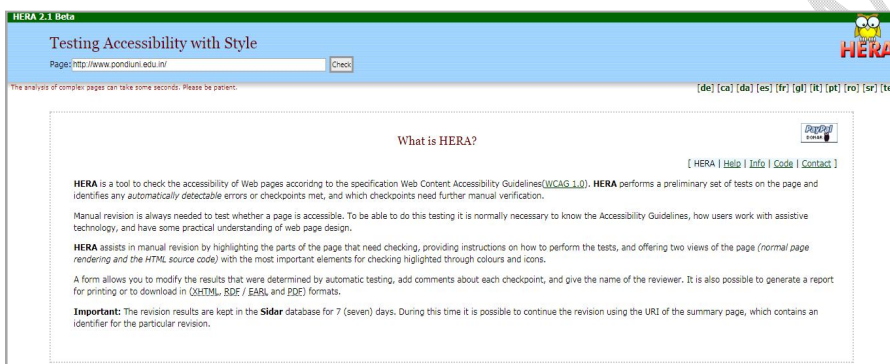 HERA 2.1 Beta
Testing Accessibility with Style
Page: http://www.pondiuni.edu.in/ Check
HERA
The analysis of complex pages can take some seconds. Please be patient.
[de] [ca] [da] [es] [fr] [gl] [it] [pt] [ro] [sr] [te
What is HERA?
PayPal
DONAR
[ HERA | Help | Info | Code | Contact ]
HERA is a tool to check the accessibility of Web pages accoridng to the specification Web Content Accessibility Guidelines(WCAG 1.0). HERA performs a preliminary set of tests on the page and
identifies any automatically detectable errors or checkpoints met, and which checkpoints need further manual verification.
Manual revision is always needed to test whether a page is accessible. To be able to do this testing it is normally necessary to know the Accessibility Guidelines, how users work with assistive
technology, and have some practical understanding of web page design.
HERA assists in manual revision by highlighting the parts of the page that need checking, providing instructions on how to perform the tests, and offering two views of the page (normal page
rendering and the HTML source code) with the most important elements for checking higlighted through colours and icons.
A form allows you to modify the results that were determined by automatic testing, add comments about each checkpoint, and give the name of the reviewer. It is also possible to generate a report
for printing or to download in (XHTML, RDF / EARL and PDF) formats.
Important: The revision results are kept in the Sidar database for 7 (seven) days. During this time it is possible to continue the revision using the URI of the summary page, which contains an
identifier for the particular revision.